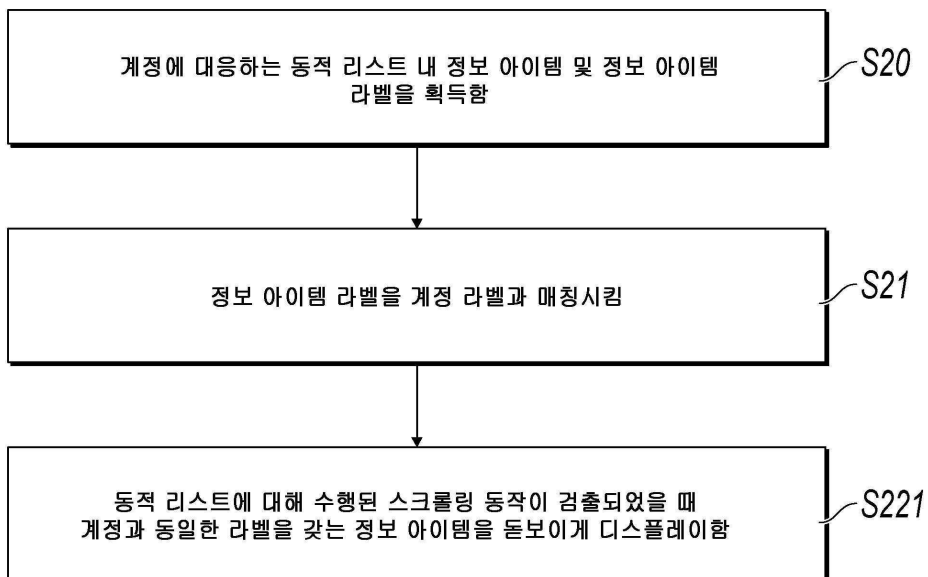 계정에 대응하는 동적 리스트 내 정보 아이템 및 정보 아이템
라벨을 획득함
S20
정보 아이템 라벨을 계정 라벨과 매칭시킴
S21
동적 리스트에 대해 수행된 스크롤링 동작이 검출되었을 때
계정과 동일한 라벨을 갖는 정보 아이템을 돋보이게 디스플레이함
S221